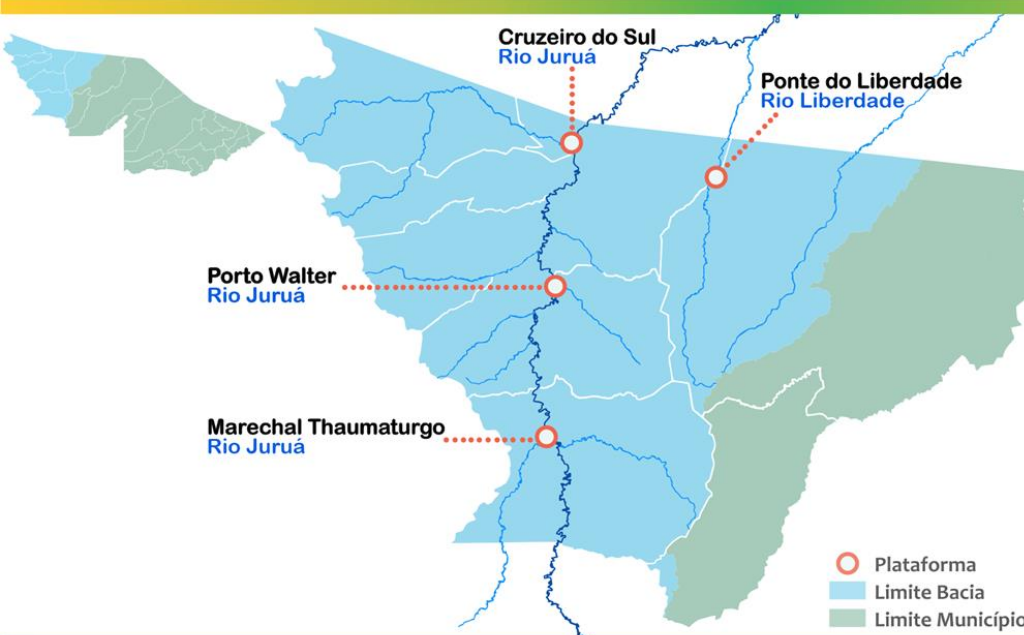 Cruzeiro do Sul
Rio Juruá
Ponte do Liberdade
Rio Liberdade
Porto Walter
Rio Juruá
Marechal Thaumaturgo
Rio Juruá
Plataforma
Limite Bacia
Limite Município